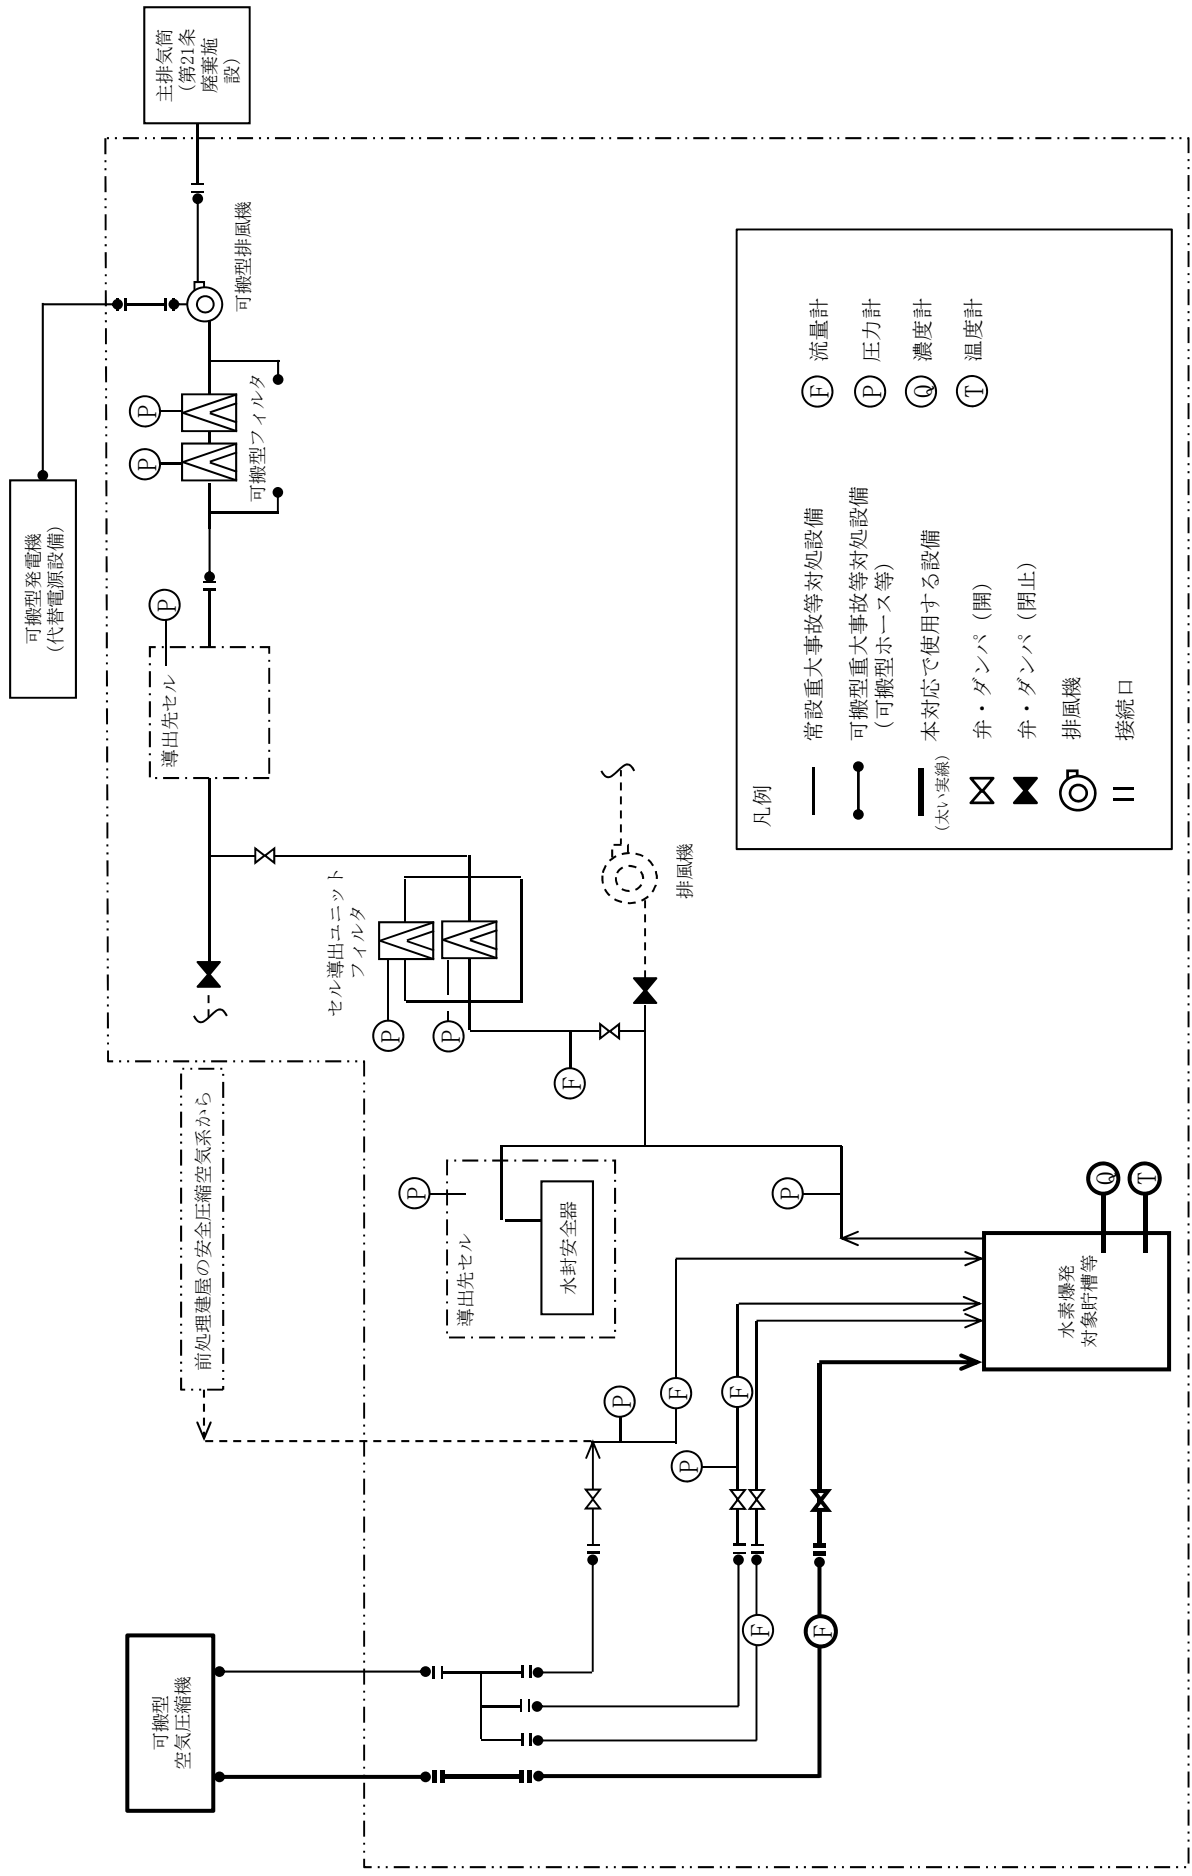 主排気筒
(第21条
廃棄施
設)
可搬型排風機
可搬型発電機
(代替電源設備)
P
P
可搬型フィルタ
P
導出先セル
セル導出ユニット
フィルタ
P
P
F
排風機
前処理建屋の安全圧縮空気系から
P
導出先セル
水封安全器
P
P
F
F
P
F
F
Q
T
水素爆発
対象貯槽等
可搬型
空気圧縮機
凡例
常設重大事故等対処設備
可搬型重大事故等対処設備
(可搬型ホース等)
本対応で使用する設備
(太い実線)
弁・ダンパ (開)
弁・ダンパ (閉止)
排風機
接続口
F 流量計
P 圧力計
Q 濃度計
T 温度計